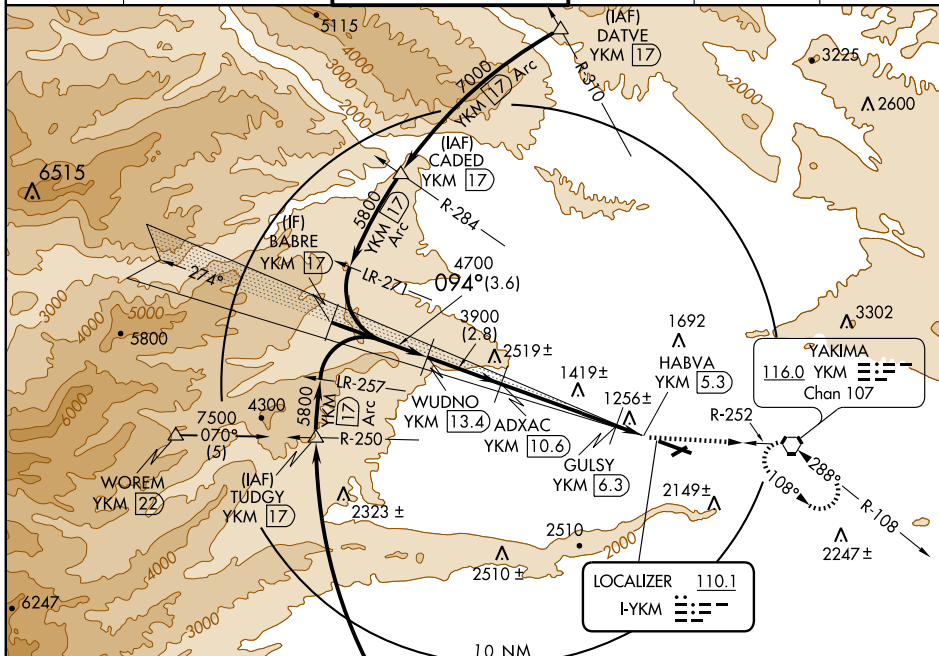 5115
(IAF)
DATVE
YKM 17
3225
2600
2000
3000
2000
7000
YKM 17 Arc
R-310
(IAF)
CADED
YKM 17
6515
5800
YKM 17
Arc
R-284
(IF)
BABRE
YKM 17
274°
LR-271
4700
094° (3.6)
3900
(2.8)
3000
4000
5000
5800
2519±
1692
HABVA
YKM 5.3
3302
YAKIMA
116.0 YKM
Chan 107
1419±
1256±
WUDNO
YKM 13.4
ADXAC
YKM 10.6
GULSY
YKM 6.3
LR-257
5800
YKM
17
Arc
4300
7500
070°
(5)
R-250
R-252
WOREM
YKM 22
(IAF)
TUDGY
YKM 17
6000
288°
108°
R-108
2323 ±
2149±
2510
2000
2510 ±
2247±
3000
4000
6247
LOCALIZER 110.1
I-YKM
10 NM